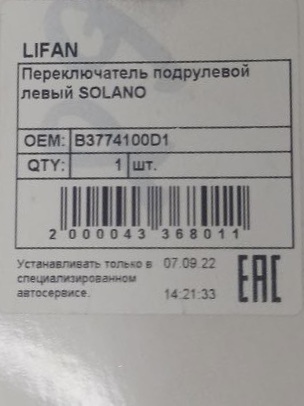 LIFAN
Переключатель подрулевой
левый SOLANO
OEM: B3774100D1
QTY: 1 шт.
2 000043 368011
Устанавливать только в 07.09.22
специализированном
автосервисе. 14:21:33
EAC